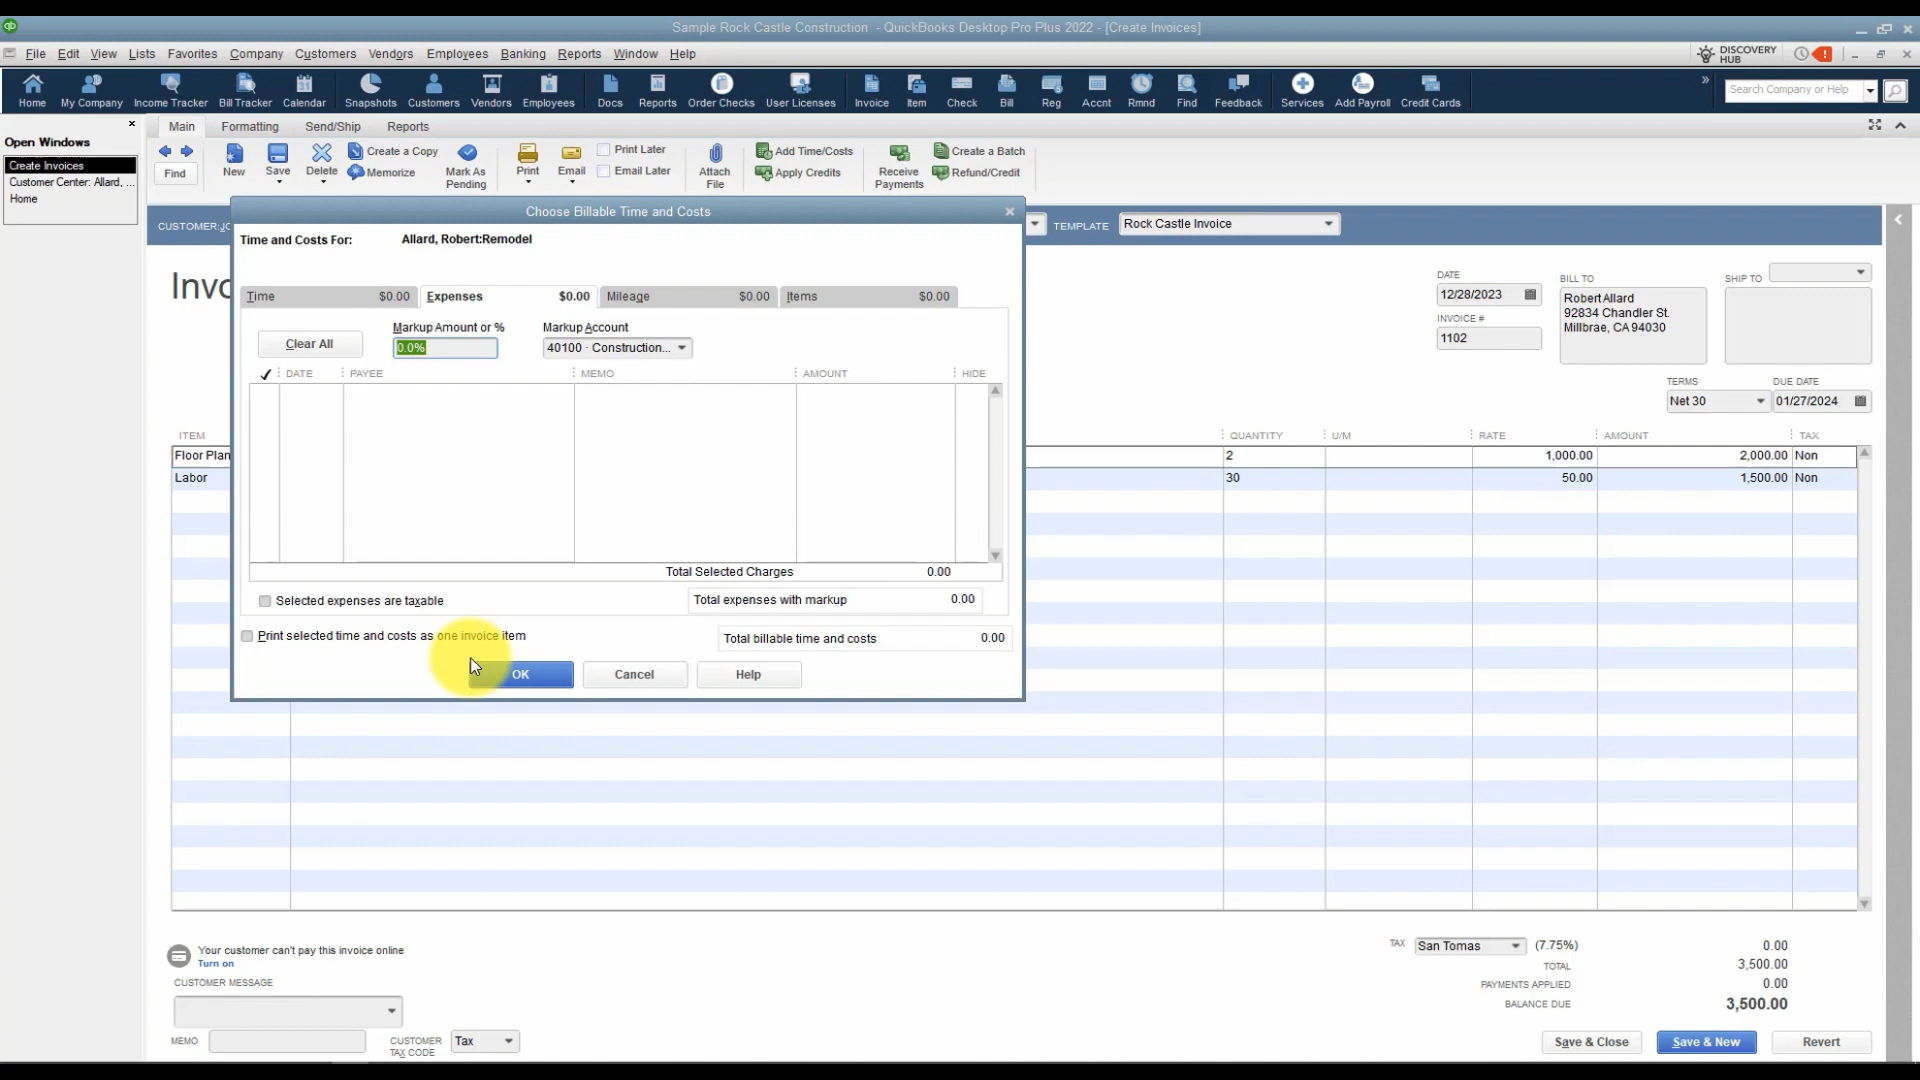 Sample Rock Castle Construction - QuickBooks Desktop Pro Plus 2022 - [Create Invoices]
File Edit View Lists Favorites Company Customers Vendors Employees Banking Reports Window Help
DISCOVERY HUB
Home My Company Income Tracker Bill Tracker Calendar Snapshots Customers Vendors Employees Docs Reports Order Checks User Licenses Invoice Item Check Bill Reg Accnt Rmnd Find Feedback Services Add Payroll Credit Cards
Search Company or Help
Open Windows
Create Invoices
Customer Center: Allard, ...
Home
Main Formatting Send/Ship Reports
Find New Save Delete Create a Copy Memorize Mark As Pending Print Email Print Later Email Later Attach File Add Time/Costs Apply Credits Receive Payments Create a Batch Refund/Credit
CUSTOMER:JO
TEMPLATE Rock Castle Invoice
Choose Billable Time and Costs
Time and Costs For: Allard, Robert:Remodel
Time $0.00 Expenses $0.00 Mileage $0.00 Items $0.00
Clear All
Markup Amount or %
0.0%
Markup Account
40100 · Construction...
DATE PAYEE MEMO AMOUNT HIDE
Total Selected Charges 0.00
Selected expenses are taxable
Total expenses with markup 0.00
Print selected time and costs as one invoice item
Total billable time and costs 0.00
OK Cancel Help
Invo
DATE
12/28/2023
INVOICE #
1102
BILL TO
Robert Allard
92834 Chandler St.
Millbrae, CA 94030
SHIP TO
TERMS
Net 30
DUE DATE
01/27/2024
ITEM QUANTITY U/M RATE AMOUNT TAX
Floor Plan 2 1,000.00 2,000.00 Non
Labor 30 50.00 1,500.00 Non
Your customer can't pay this invoice online
Turn on
CUSTOMER MESSAGE
MEMO
CUSTOMER TAX CODE Tax
TAX San Tomas (7.75%) 0.00
TOTAL 3,500.00
PAYMENTS APPLIED 0.00
BALANCE DUE 3,500.00
Save & Close Save & New Revert